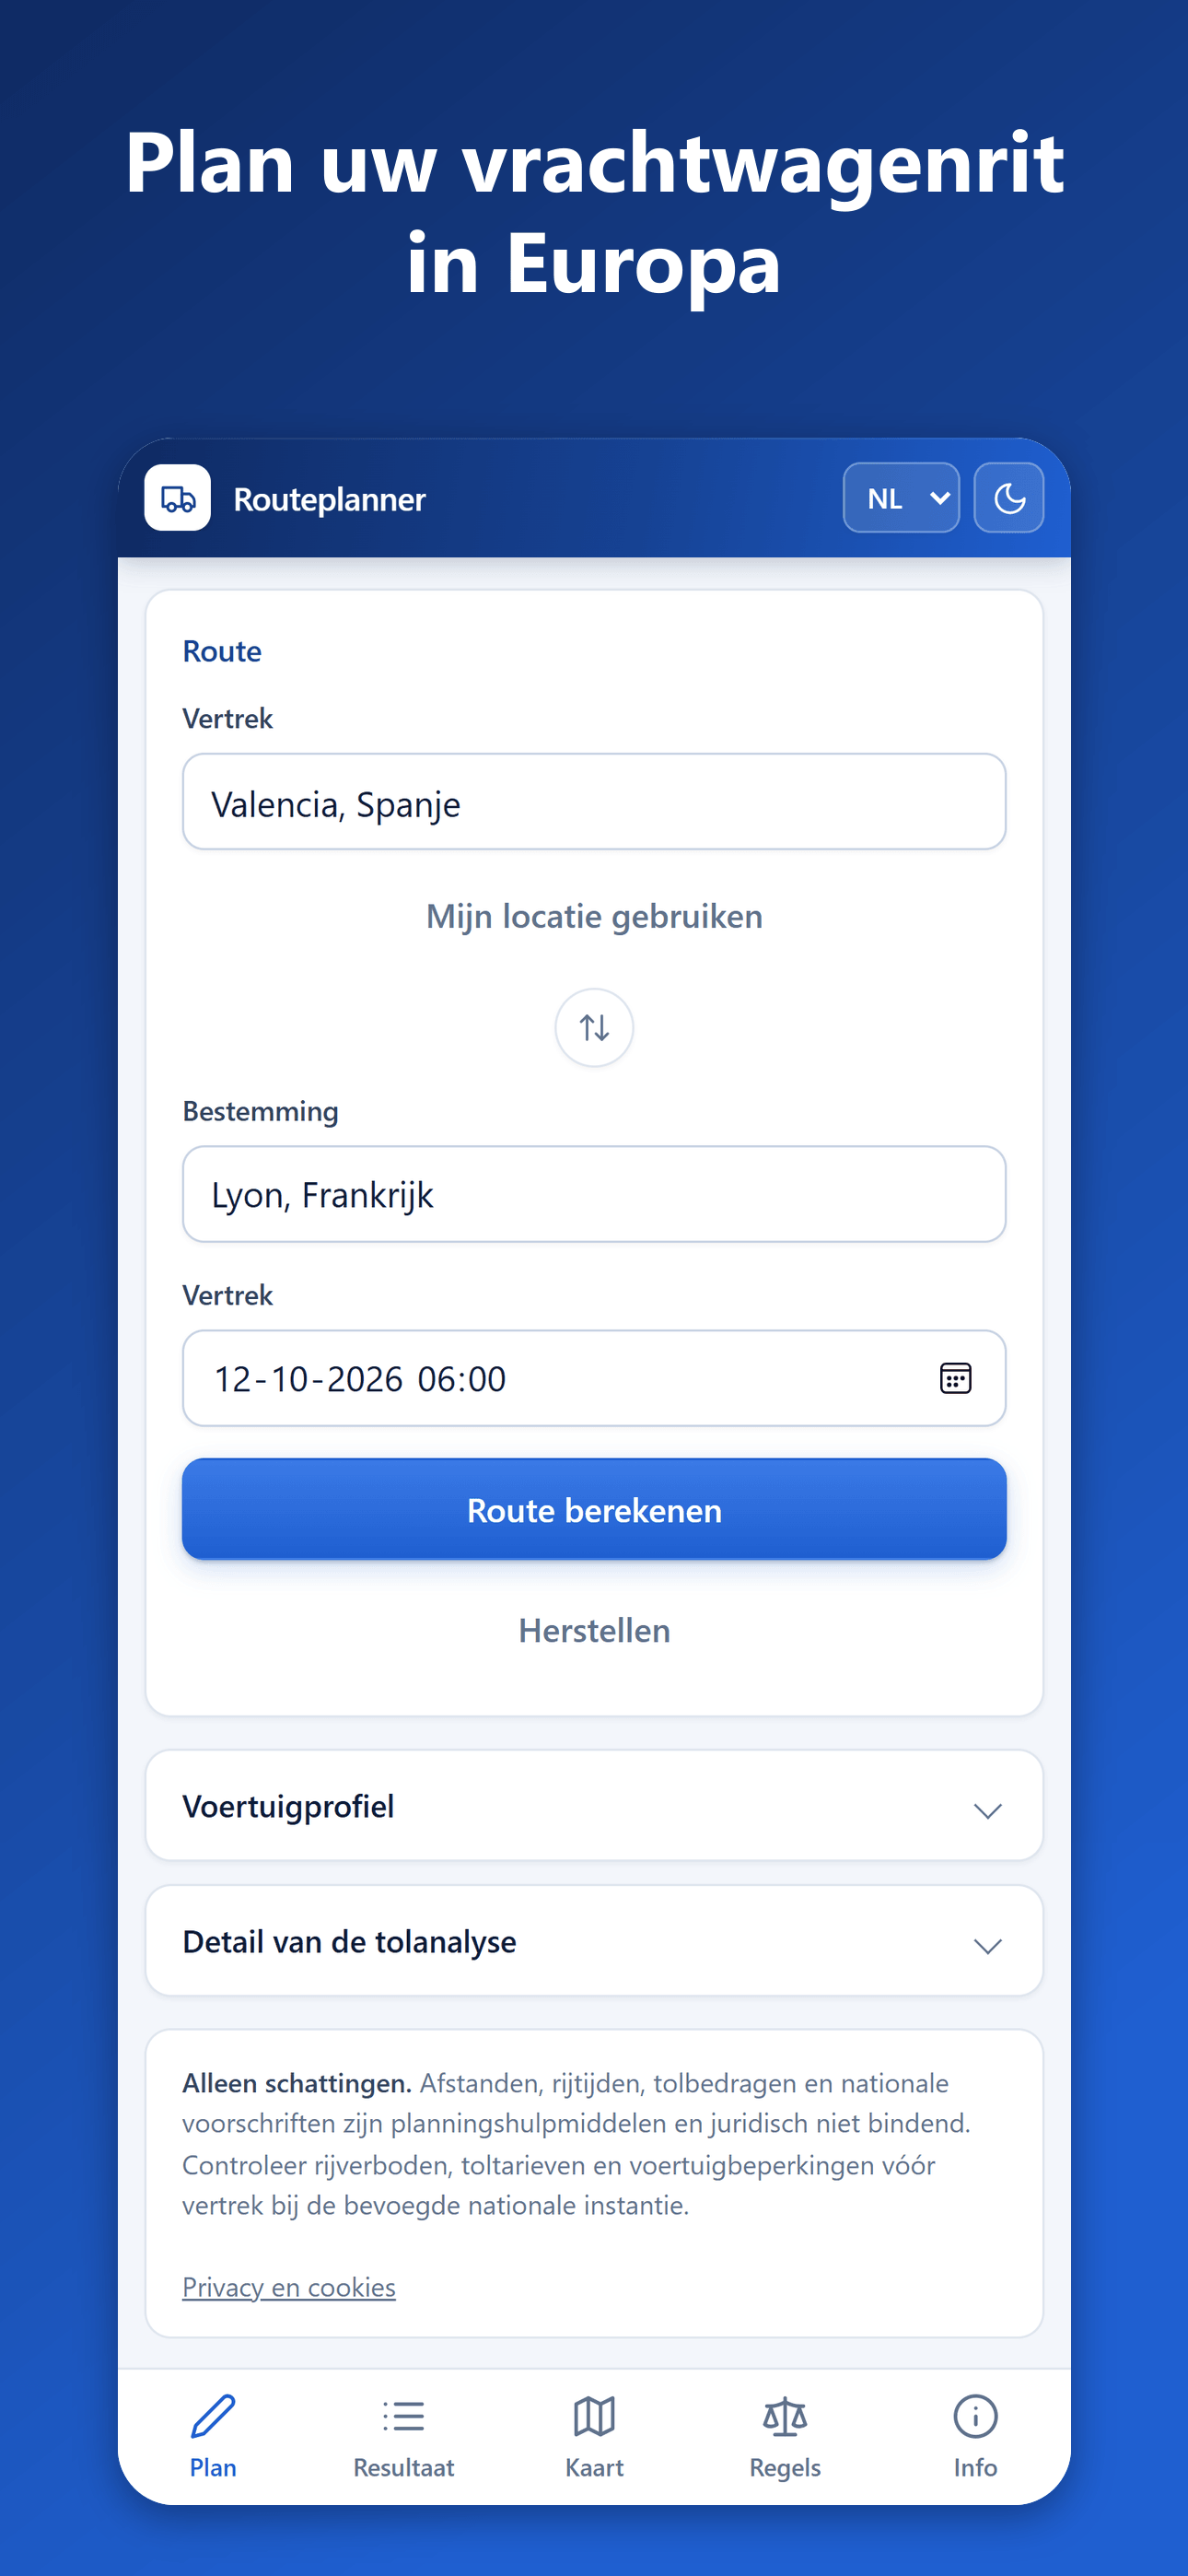 Plan uw vrachtwagenrit
in Europa
Routeplanner
NL
Route
Vertrek
Valencia, Spanje
Mijn locatie gebruiken
Bestemming
Lyon, Frankrijk
Vertrek
12-10-2026 06:00
Route berekenen
Herstellen
Voertuigprofiel
Detail van de tolanalyse
Alleen schattingen. Afstanden, rijtijden, tolbedragen en nationale
voorschriften zijn planningshulpmiddelen en juridisch niet bindend.
Controleer rijverboden, toltarieven en voertuigbeperkingen vóór
vertrek bij de bevoegde nationale instantie.
Privacy en cookies
Plan
Resultaat
Kaart
Regels
Info